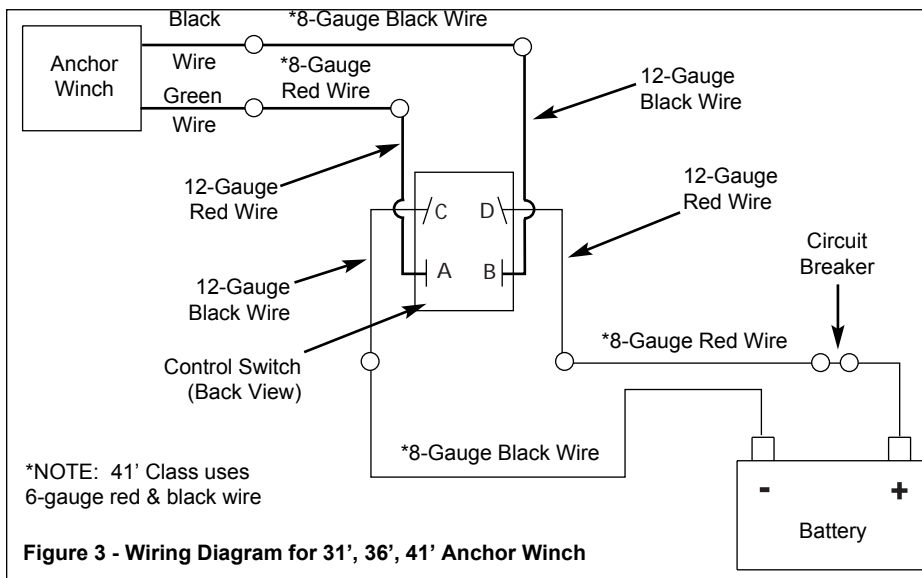 Black
*8-Gauge Black Wire
Anchor
Winch
Wire
*8-Gauge
Red Wire
Green
Wire
12-Gauge
Black Wire
12-Gauge
Red Wire
12-Gauge
Red Wire
C
D
A
B
Circuit
Breaker
12-Gauge
Black Wire
*8-Gauge Red Wire
Control Switch
(Back View)
*8-Gauge Black Wire
*NOTE: 41’ Class uses
6-gauge red & black wire
-
+
Battery
Figure 3 - Wiring Diagram for 31’, 36’, 41’ Anchor Winch